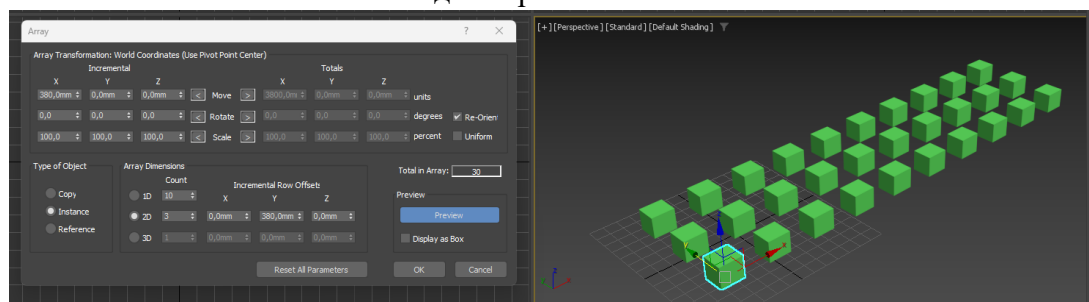 Array ? ×
Array Transformation: World Coordinates (Use Pivot Point Center)
Incremental Totals
X Y Z X Y Z
380,0mm 0,0mm 0,0mm < Move > 3800,0m 0,0mm 0,0mm units
0,0 0,0 0,0 < Rotate > 0,0 0,0 0,0 degrees Re-Orien
100,0 100,0 100,0 < Scale > 100,0 100,0 100,0 percent Uniform
Type of Object Array Dimensions Total in Array: 30
Count Incremental Row Offsets
X Y Z
Copy 1D 10 Preview
Instance 2D 3 0,0mm 380,0mm 0,0mm Preview
Reference 3D 1 0,0mm 0,0mm 0,0mm Display as Box
Reset All Parameters OK Cancel
[+] [Perspective] [Standard] [Default Shading]
z
y
x
z